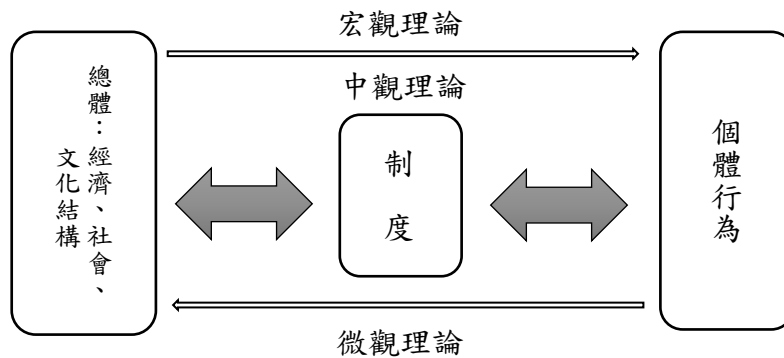 宏觀理論
中觀理論
總體：經濟、社會、
文化結構
制
度
個體行為
微觀理論